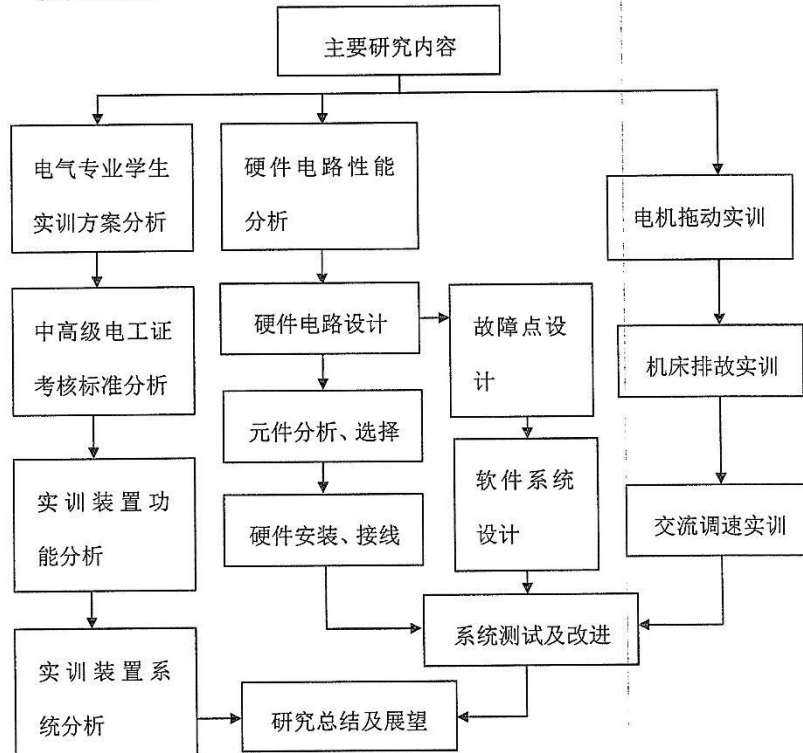 主要研究内容
电气专业学生
实训方案分析
硬件电路性能
分析
电机拖动实训
中高级电工证
考核标准分析
硬件电路设计
故障点设
计
机床排故实训
元件分析、选择
实训装置功
能分析
硬件安装、接线
软件系统
设计
交流调速实训
系统测试及改进
实训装置系
统分析
研究总结及展望